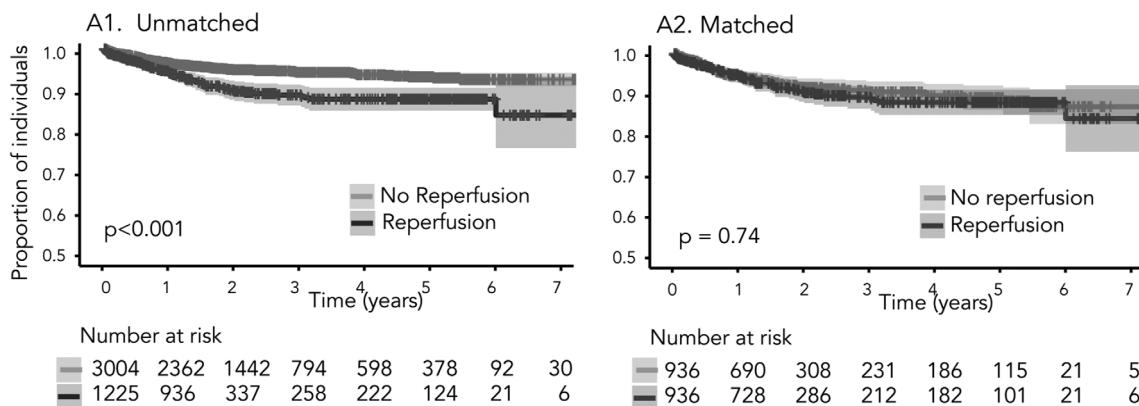 A1. Unmatched
Proportion of individuals
1.0
0.9
0.8
0.7
0.6
0.5
No Reperfusion
Reperfusion
p<0.001
0 1 2 3 4 5 6 7
Time (years)
Number at risk
3004 2362 1442 794 598 378 92 30
1225 936 337 258 222 124 21 6
A2. Matched
1.0
0.9
0.8
0.7
0.6
0.5
No reperfusion
Reperfusion
p = 0.74
0 1 2 3 4 5 6 7
Time (years)
Number at risk
936 690 308 231 186 115 21 5
936 728 286 212 182 101 21 6